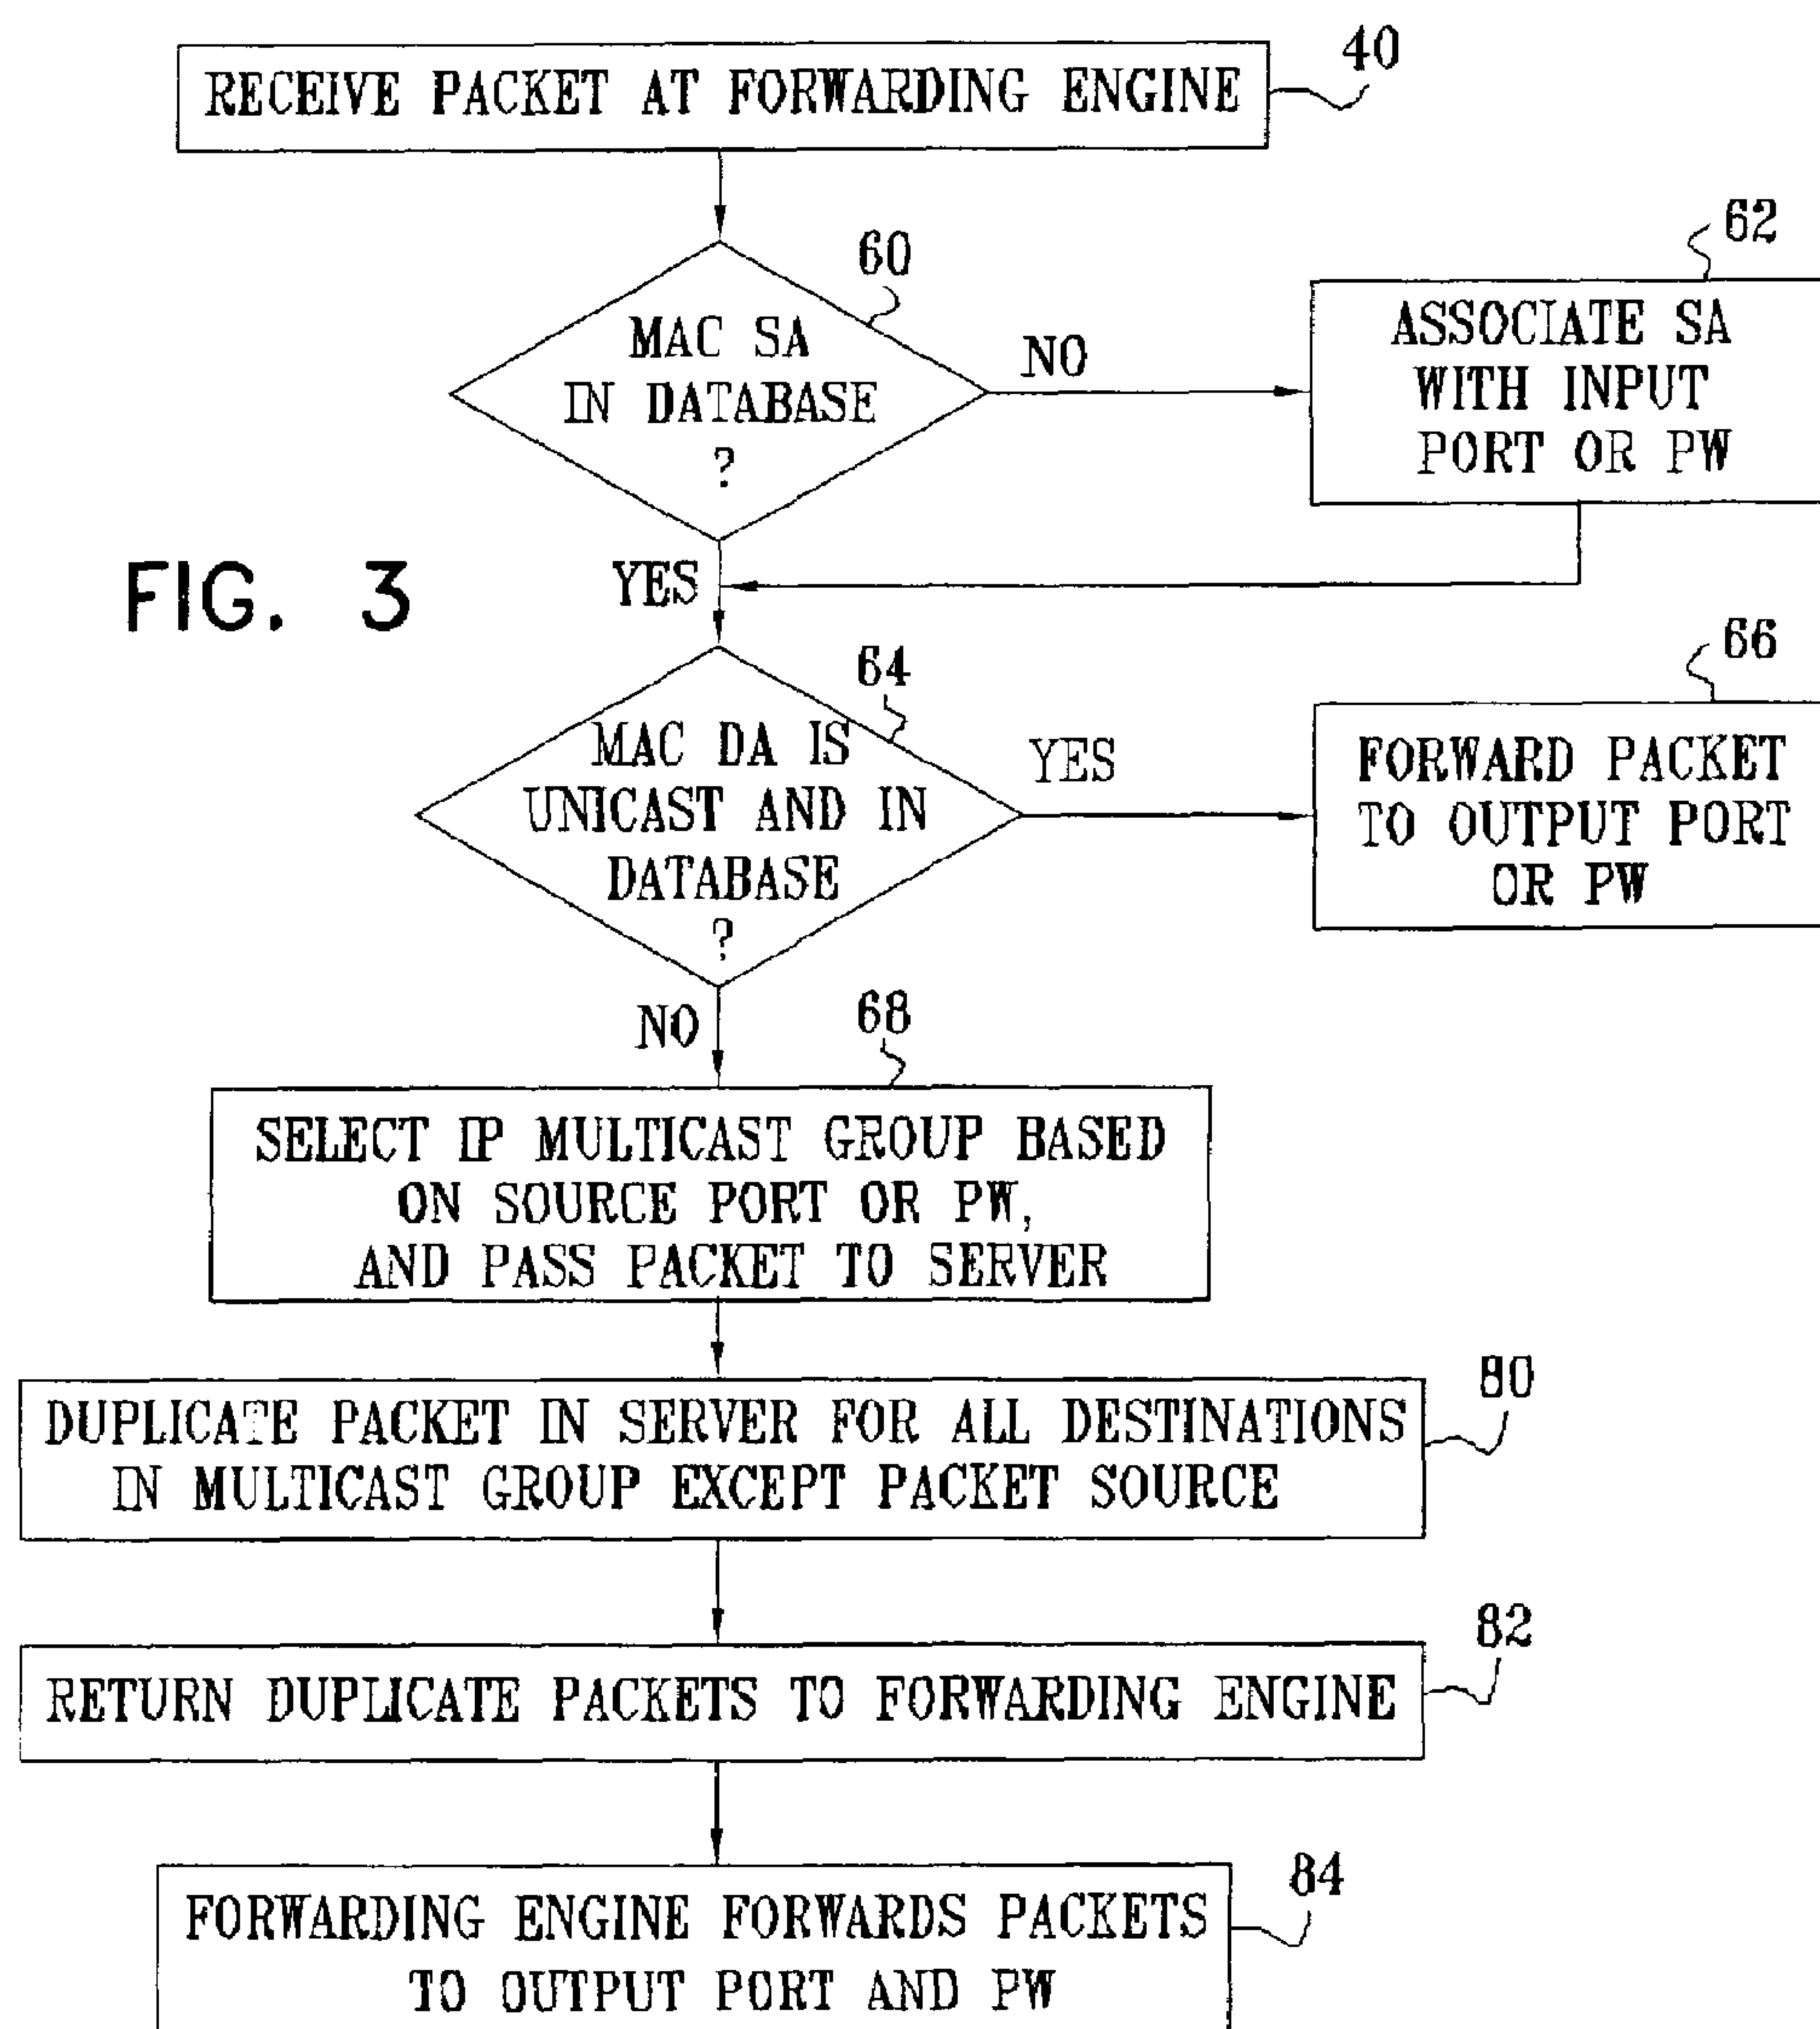 RECEIVE PACKET AT FORWARDING ENGINE
40
60
MAC SA
IN DATABASE
?
NO
62
ASSOCIATE SA
WITH INPUT
PORT OR PW
YES
FIG. 3
64
MAC DA IS
UNICAST AND IN
DATABASE
?
YES
66
FORWARD PACKET
TO OUTPUT PORT
OR PW
NO
68
SELECT IP MULTICAST GROUP BASED
ON SOURCE PORT OR PW,
AND PASS PACKET TO SERVER
80
DUPLICATE PACKET IN SERVER FOR ALL DESTINATIONS
IN MULTICAST GROUP EXCEPT PACKET SOURCE
82
RETURN DUPLICATE PACKETS TO FORWARDING ENGINE
84
FORWARDING ENGINE FORWARDS PACKETS
TO OUTPUT PORT AND PW